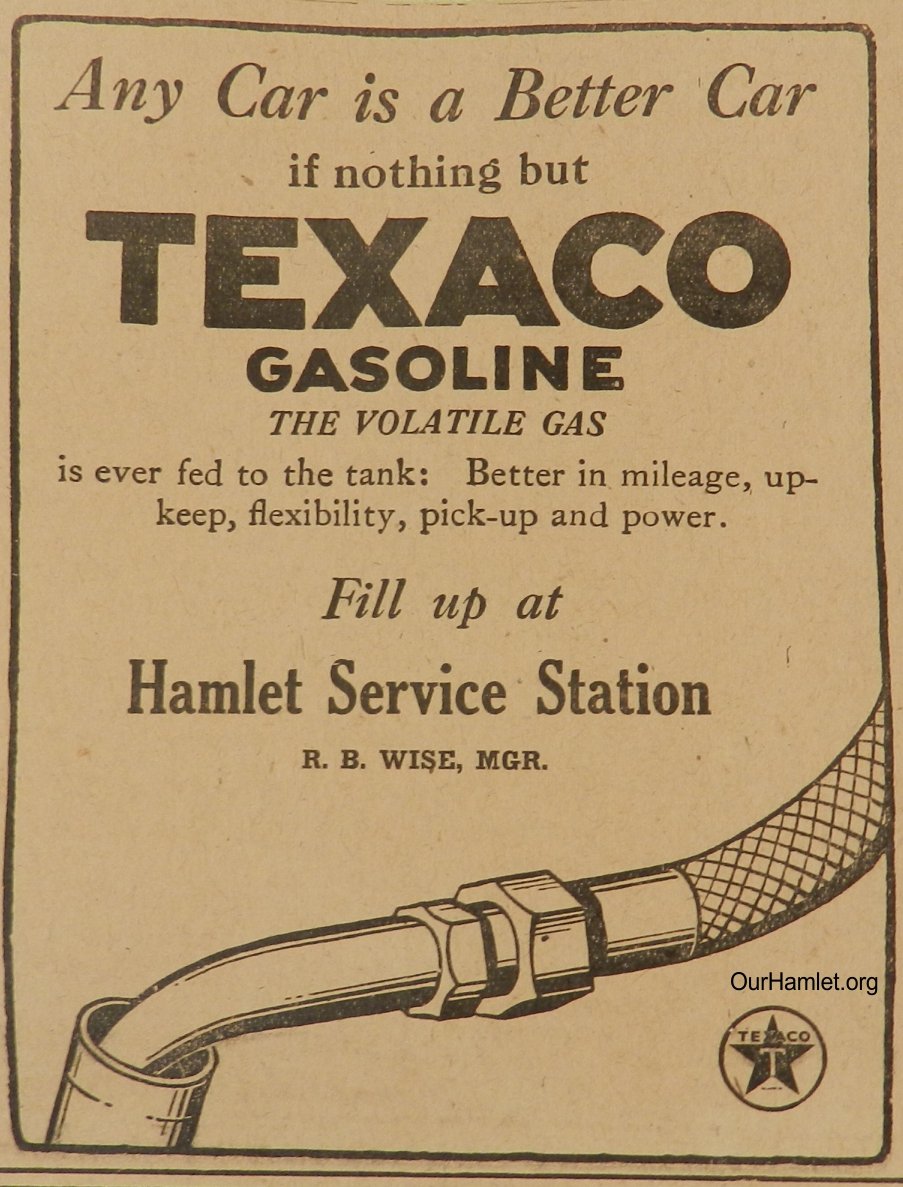 Any Car is a Better Car
if nothing but
TEXACO
GASOLINE
THE VOLATILE GAS
is ever fed to the tank: Better in mileage, up-
keep, flexibility, pick-up and power.
Fill up at
Hamlet Service Station
R. B. WISE, MGR.
OurHamlet.org
TEXACO
T